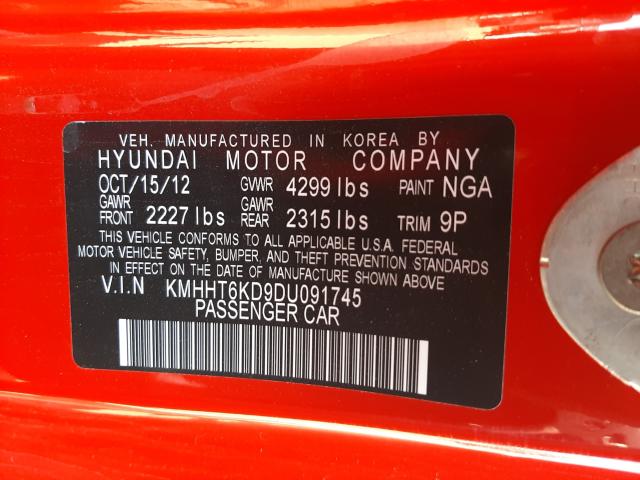 VEH. MANUFACTURED IN KOREA BY
HYUNDAI MOTOR COMPANY
OCT/15/12 GVWR 4299 lbs PAINT NGA
GAWR FRONT 2227 lbs GAWR REAR 2315 lbs TRIM 9P
THIS VEHICLE CONFORMS TO ALL APPLICABLE U.S.A. FEDERAL
MOTOR VEHICLE SAFETY, BUMPER, AND THEFT PREVENTION STANDARDS
IN EFFECT ON THE DATE OF MANUFACTURE SHOWN ABOVE
V.I.N KMHHT6KD9DU091745
PASSENGER CAR